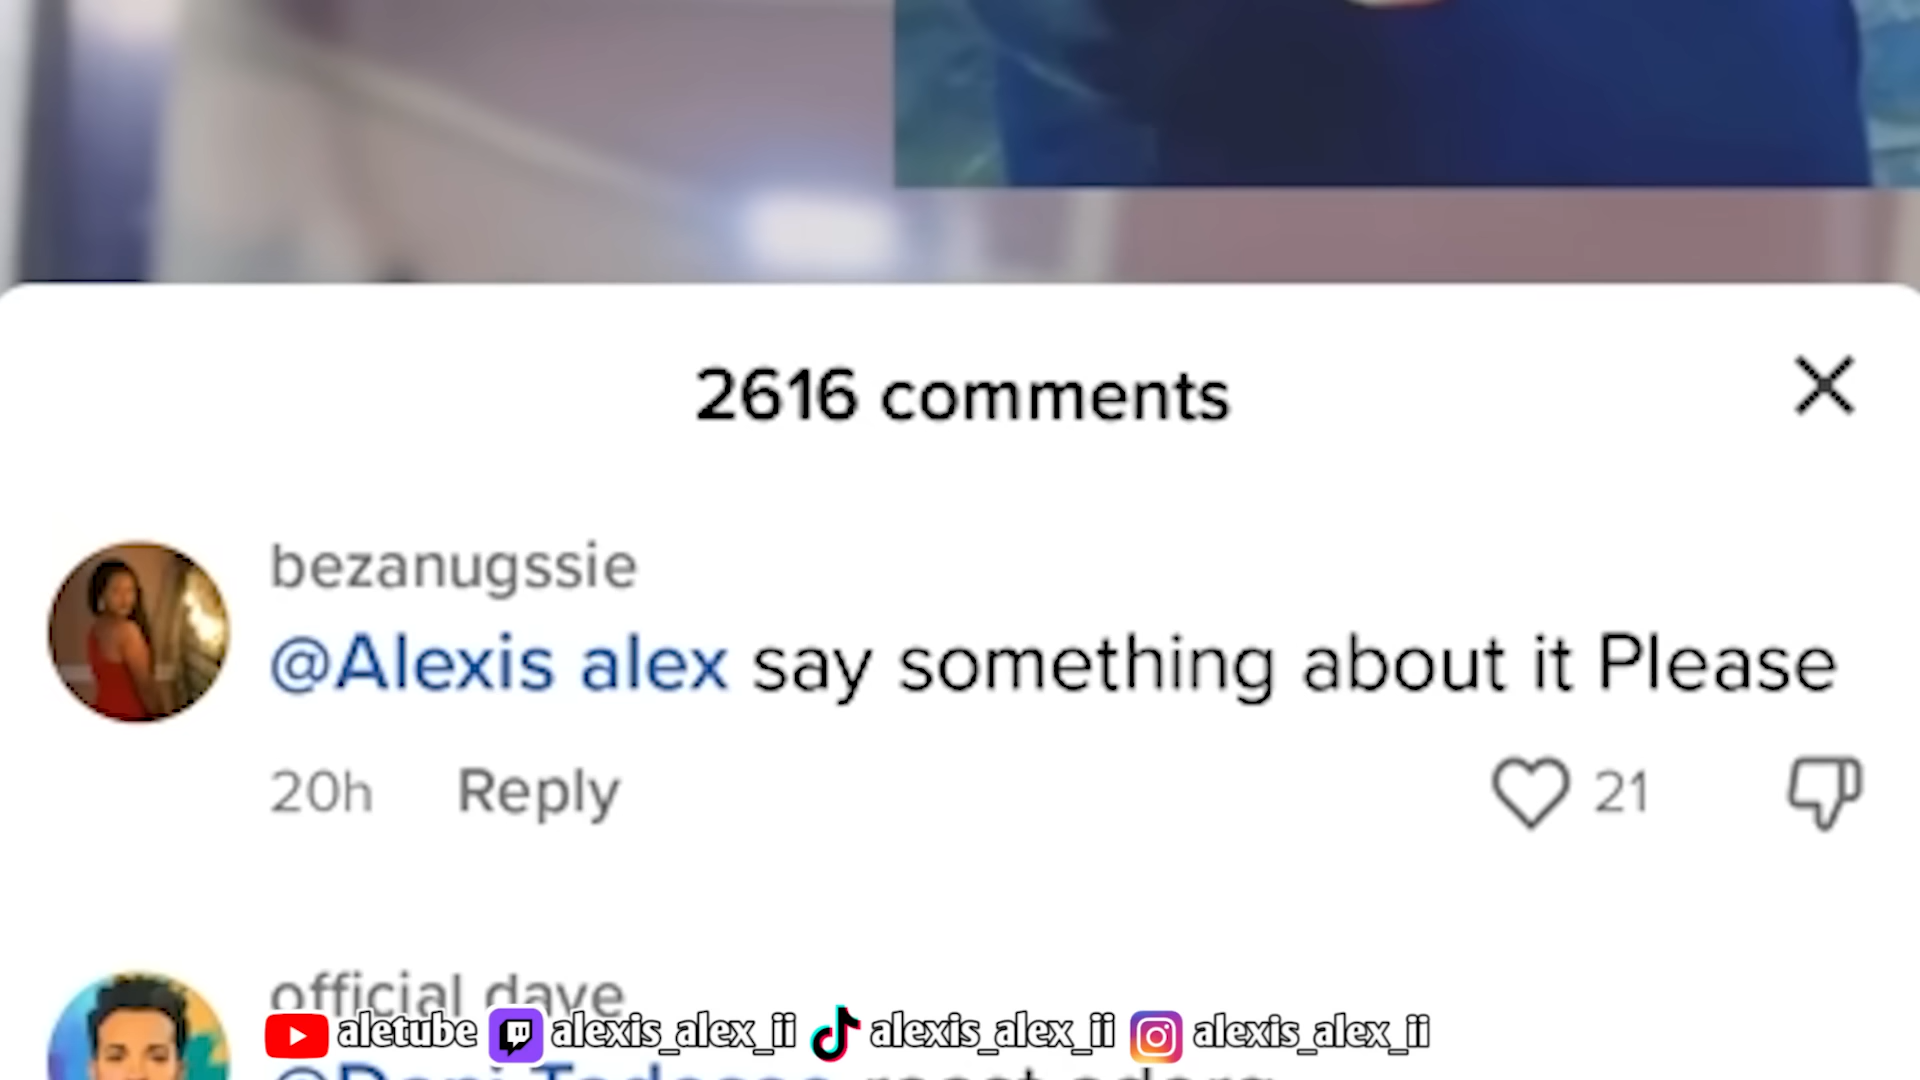 2616 comments
bezanugssie
@Alexis alex say something about it Please
20h Reply 21
official dave
aletube alexis_alex_ii alexis_alex_ii alexis_alex_ii